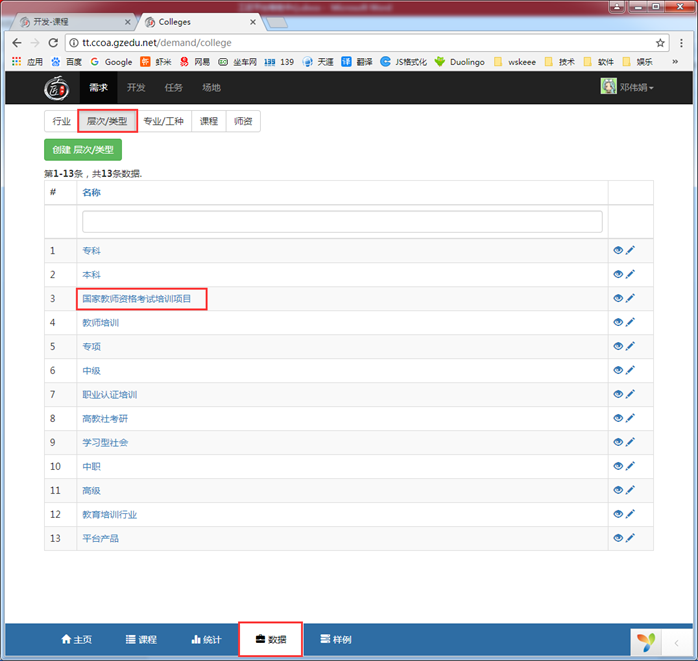 开发-课程
Colleges
tt.ccoa.gzedu.net/demand/college
应用 百度 Google 虾米 网易 坐车网 139 139 天涯 翻译 JS格式化 Duolingo wskeee 技术 软件 娱乐 »
需求 开发 任务 场地 邓伟娟
行业 层次/类型 专业/工种 课程 师资
创建 层次/类型
第1-13条，共13条数据.
# 名称
1 专科
2 本科
3 国家教师资格考试培训项目
4 教师培训
5 专项
6 中级
7 职业认证培训
8 高教社考研
9 学习型社会
10 中职
11 高级
12 教育培训行业
13 平台产品
主页 课程 统计 数据 样例